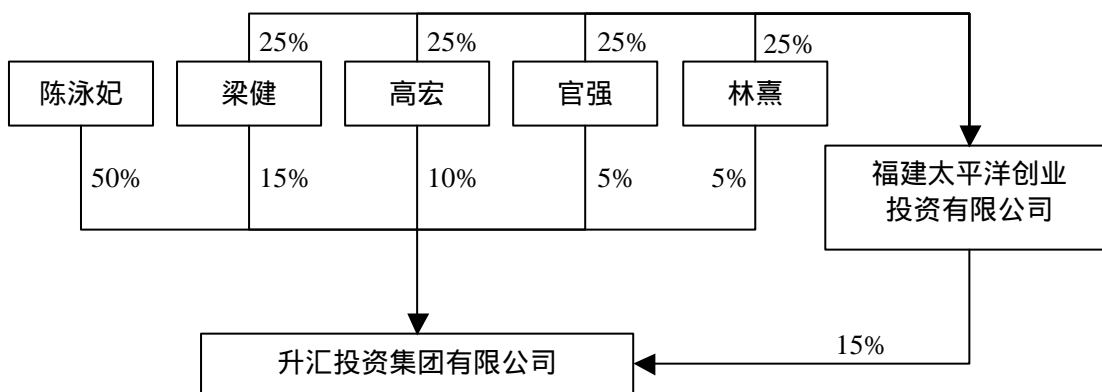 25%
25%
25%
25%
陈泳妃
梁健
高宏
官强
林熹
50%
15%
10%
5%
5%
福建太平洋创业
投资有限公司
升汇投资集团有限公司
15%